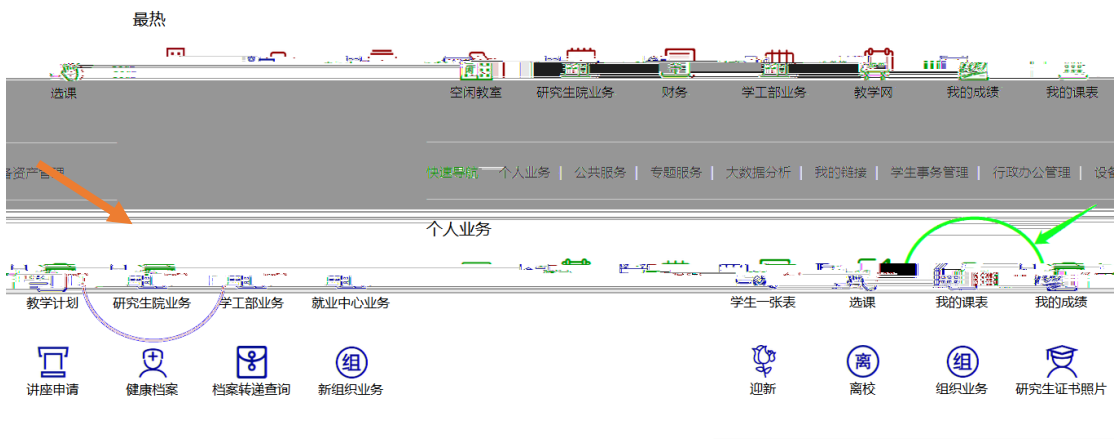 最热
选课 空闲教室 研究生院业务 财务 学工部业务 教学网 我的成绩 我的课表
资产管理 快速导航 个人业务 | 公共服务 | 专题服务 | 大数据分析 | 我的链接 | 学生事务管理 | 行政办公管理 | 设备
个人业务
教学计划 研究生院业务 学工部业务 就业中心业务 学生一张表 选课 我的课表 我的成绩
组 离 组
讲座申请 健康档案 档案转递查询 新组织业务 迎新 离校 组织业务 研究生证书照片